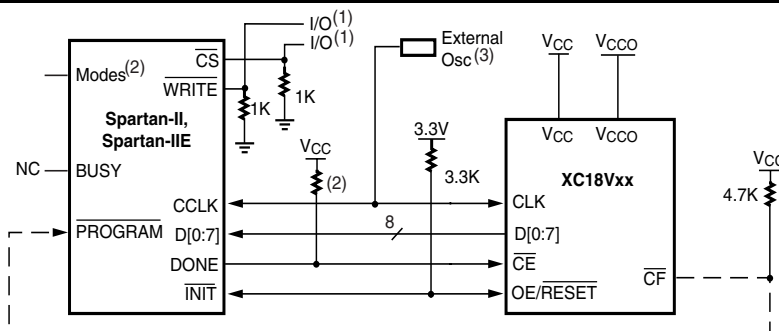 I/O(1)
I/O(1)
External
Osc(3)
VCC
VCCO
Modes(2)
CS
WRITE
1K
1K
Spartan-II,
Spartan-IIE
VCC
(2)
3.3V
3.3K
VCC
VCCO
XC18Vxx
VCC
4.7K
NC
BUSY
CCLK
CLK
PROGRAM
D[0:7]
8
D[0:7]
DONE
CE
CF
INIT
OE/RESET